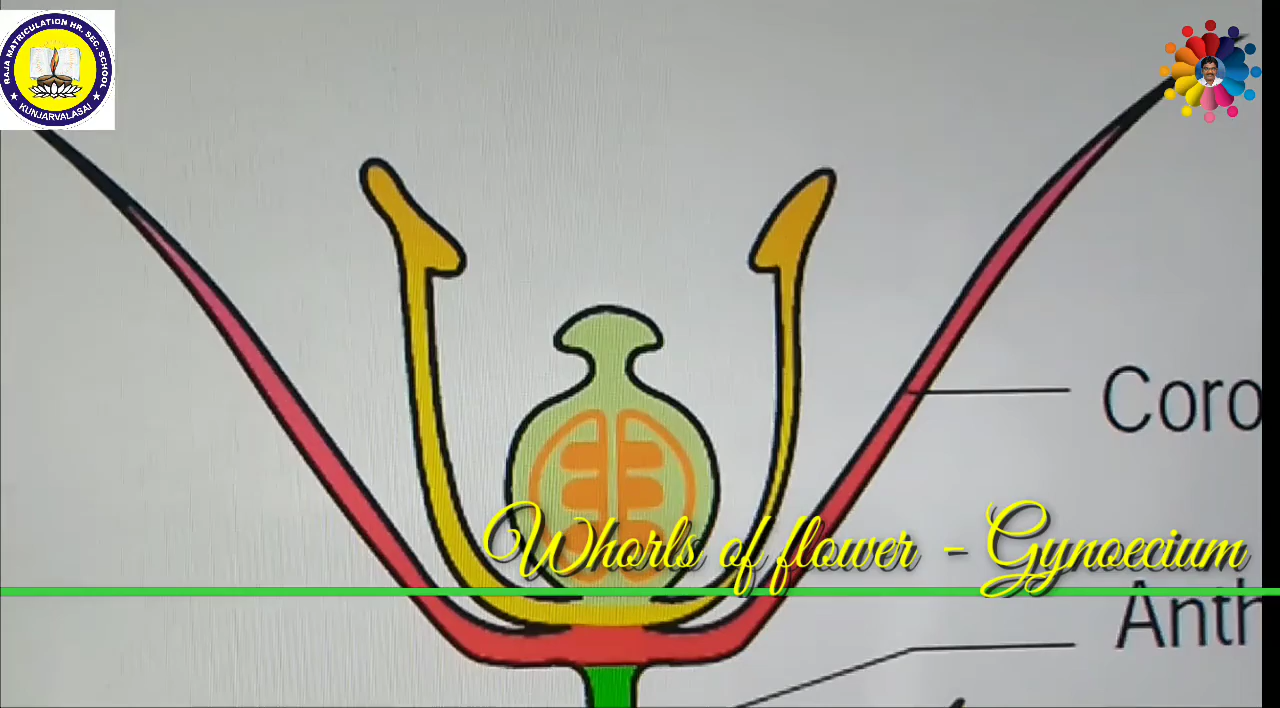 RAJA MATRICULATION HR. SEC. SCHOOL
★ KUNJARVALASAI ★
Coro
Whorls of flower - Gynoecium
Anth